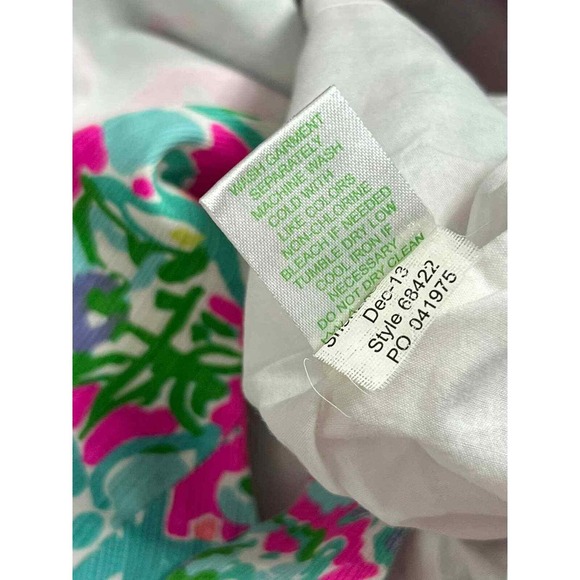 WASH GARMENT
SEPARATELY
MACHINE WASH
COLD WITH
LIKE COLORS
NON-CHLORINE
BLEACH IF NEEDED
TUMBLE DRY LOW
COOL IRON IF
NECESSARY
DO NOT DRY CLEAN
Dec-13
Style 68422
PO 041975